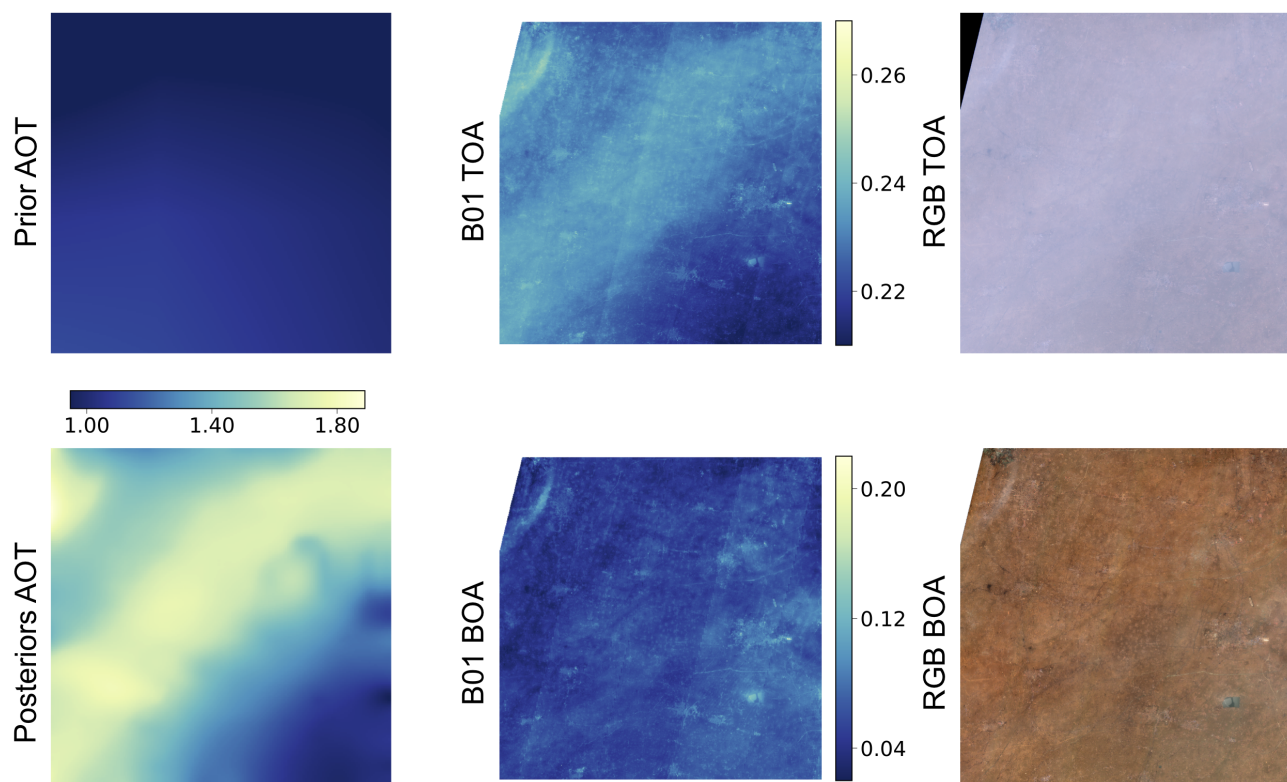 Prior AOT
B01 TOA
0.26
0.24
0.22
RGB TOA
1.00 1.40 1.80
Posteriors AOT
B01 BOA
0.20
0.12
0.04
RGB BOA